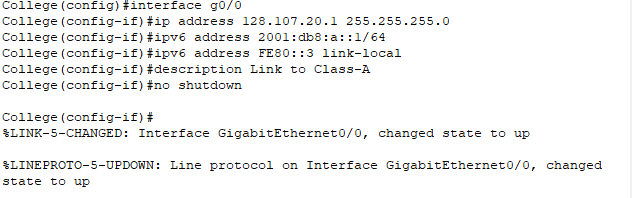 College(config)#interface g0/0
College(config-if)#ip address 128.107.20.1 255.255.255.0
College(config-if)#ipv6 address 2001:db8:a::1/64
College(config-if)#ipv6 address FE80::3 link-local
College(config-if)#description Link to Class-A
College(config-if)#no shutdown
College(config-if)#
%LINK-5-CHANGED: Interface GigabitEthernet0/0, changed state to up
%LINEPROTO-5-UPDOWN: Line protocol on Interface GigabitEthernet0/0, changed
state to up